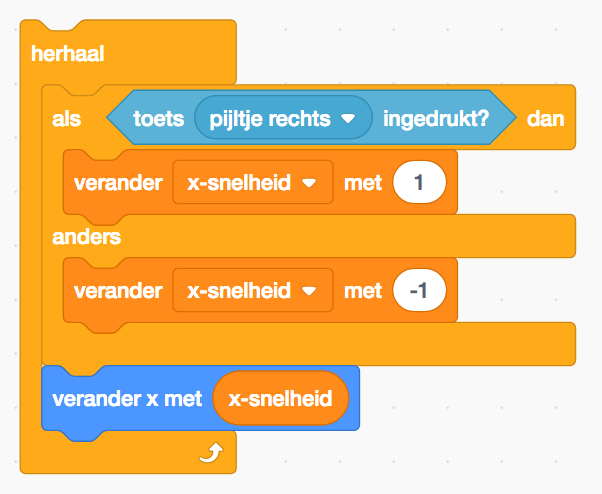 herhaal
als toets pijltje rechts ingedrukt? dan
verander x-snelheid met 1
anders
verander x-snelheid met -1
verander x met x-snelheid